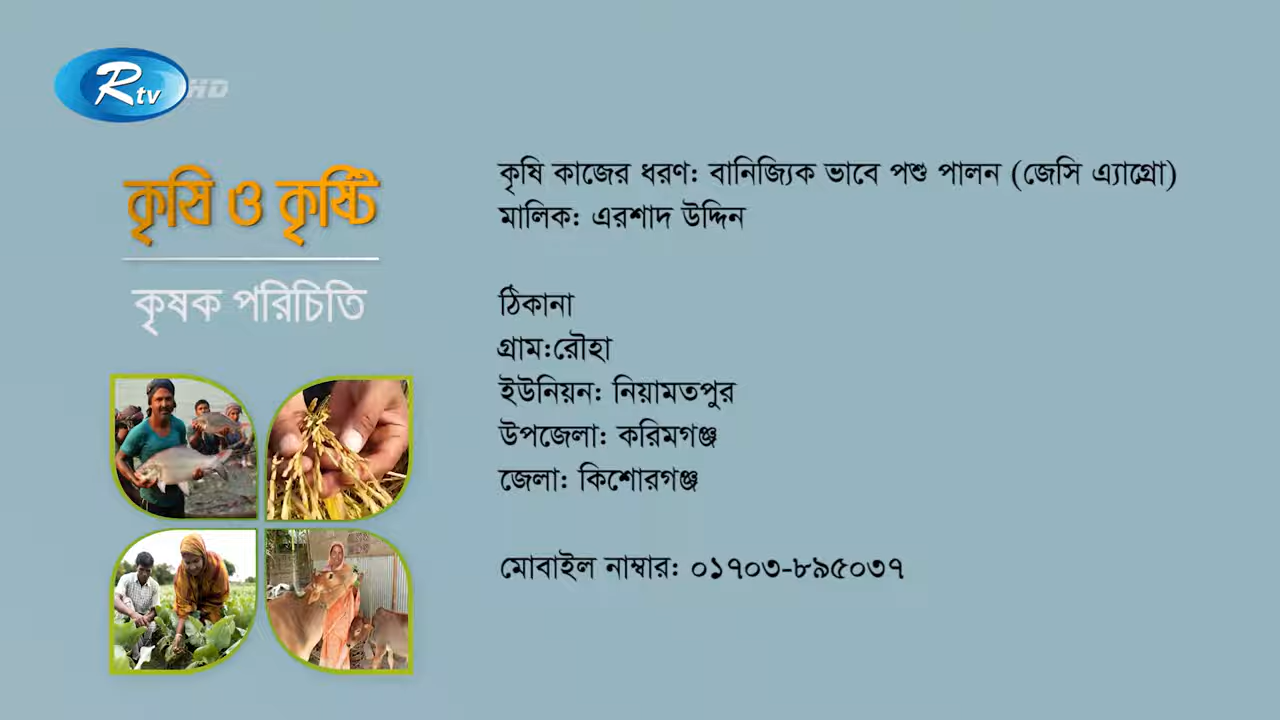 Rtv HD
কৃষি ও কৃষ্টি
কৃষক পরিচিতি
কৃষি কাজের ধরণ: বানিজ্যিক ভাবে পশু পালন (জেসি এ্যাগ্রো)
মালিক: এরশাদ উদ্দিন
ঠিকানা
গ্রাম:রৌহা
ইউনিয়ন: নিয়ামতপুর
উপজেলা: করিমগঞ্জ
জেলা: কিশোরগঞ্জ
মোবাইল নাম্বার: ০১৭০৩-৮৯৫০৩৭